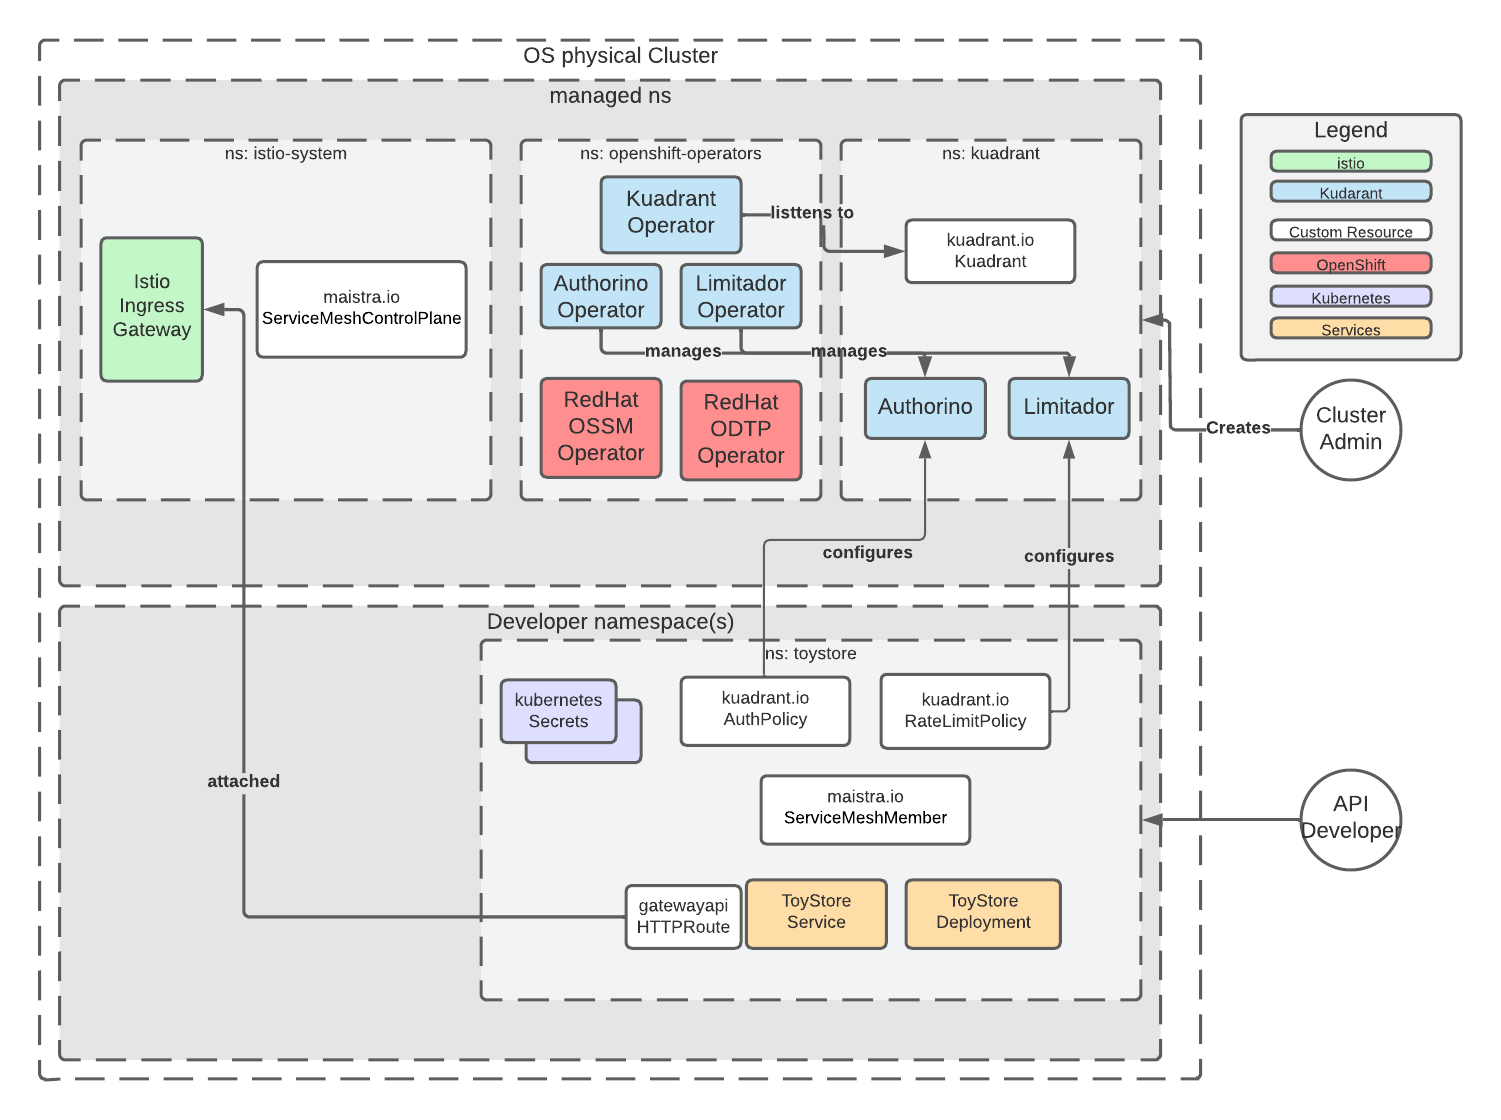 OS physical Cluster
managed ns
ns: istio-system
ns: openshift-operators
ns: kuadrant
Istio
Ingress
Gateway
maistra.io
ServiceMeshControlPlane
Kuadrant
Operator
listtens to
kuadrant.io
Kuadrant
Authorino
Operator
Limitador
Operator
manages
manages
RedHat
OSSM
Operator
RedHat
ODTP
Operator
Authorino
Limitador
configures
configures
Legend
istio
Kudarant
Custom Resource
OpenShift
Kubernetes
Services
Cluster
Admin
Creates
Developer namespace(s)
ns: toystore
kubernetes
Secrets
kuadrant.io
AuthPolicy
kuadrant.io
RateLimitPolicy
attached
maistra.io
ServiceMeshMember
gatewayapi
HTTPRoute
ToyStore
Service
ToyStore
Deployment
API
Developer